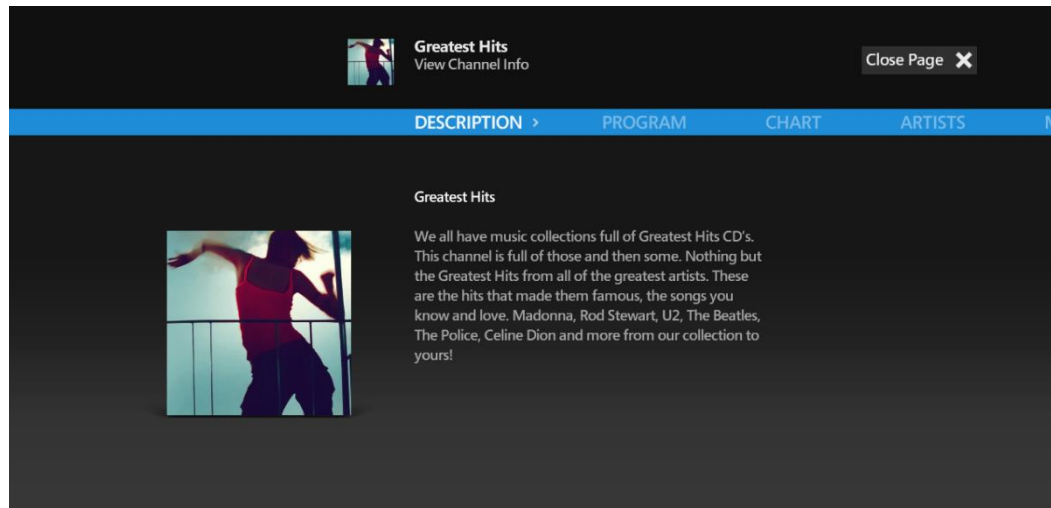 Greatest Hits
View Channel Info
Close Page
DESCRIPTION ›
PROGRAM
CHART
ARTISTS
Greatest Hits
We all have music collections full of Greatest Hits CD's.
This channel is full of those and then some. Nothing but
the Greatest Hits from all of the greatest artists. These
are the hits that made them famous, the songs you
know and love. Madonna, Rod Stewart, U2, The Beatles,
The Police, Celine Dion and more from our collection to
yours!